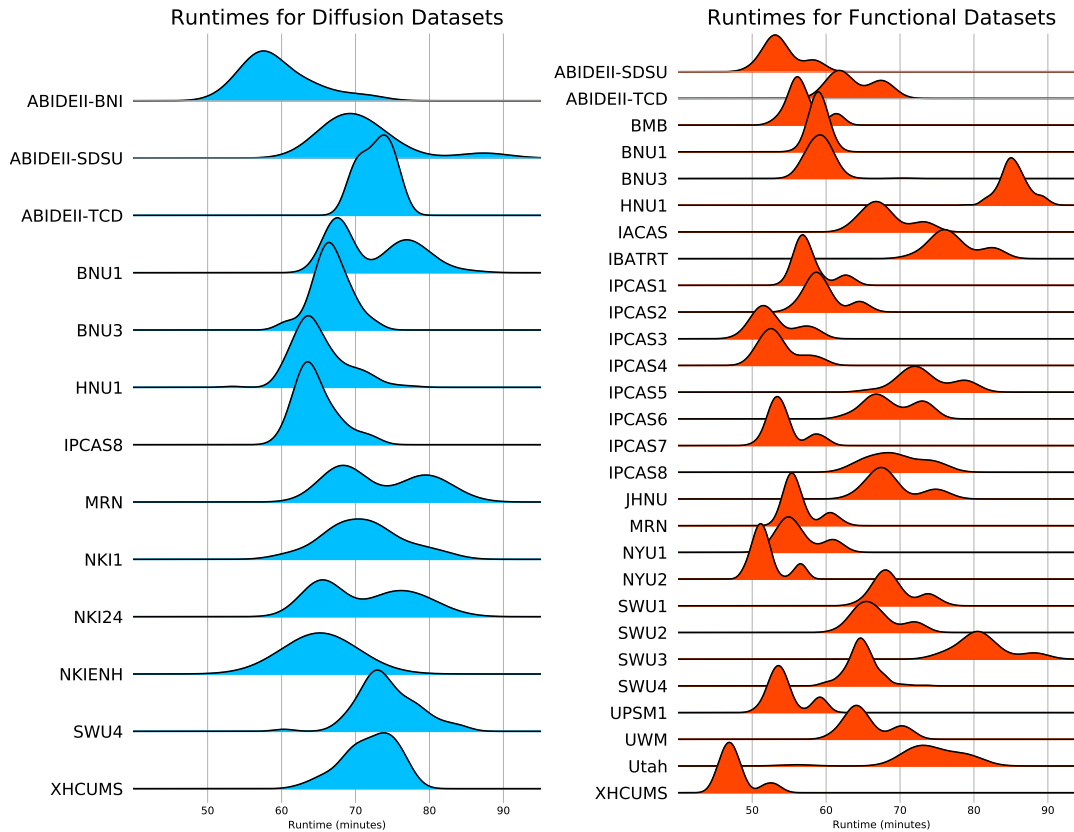 Runtimes for Diffusion Datasets
ABIDEII-BNI
ABIDEII-SDSU
ABIDEII-TCD
BNU1
BNU3
HNU1
IPCAS8
MRN
NKI1
NKI24
NKIENH
SWU4
XHCUMS
50 60 70 80 90
Runtime (minutes)
Runtimes for Functional Datasets
ABIDEII-SDSU
ABIDEII-TCD
BMB
BNU1
BNU3
HNU1
IACAS
IBATRT
IPCAS1
IPCAS2
IPCAS3
IPCAS4
IPCAS5
IPCAS6
IPCAS7
IPCAS8
JHNU
MRN
NYU1
NYU2
SWU1
SWU2
SWU3
SWU4
UPSM1
UWM
Utah
XHCUMS
50 60 70 80 90
Runtime (minutes)